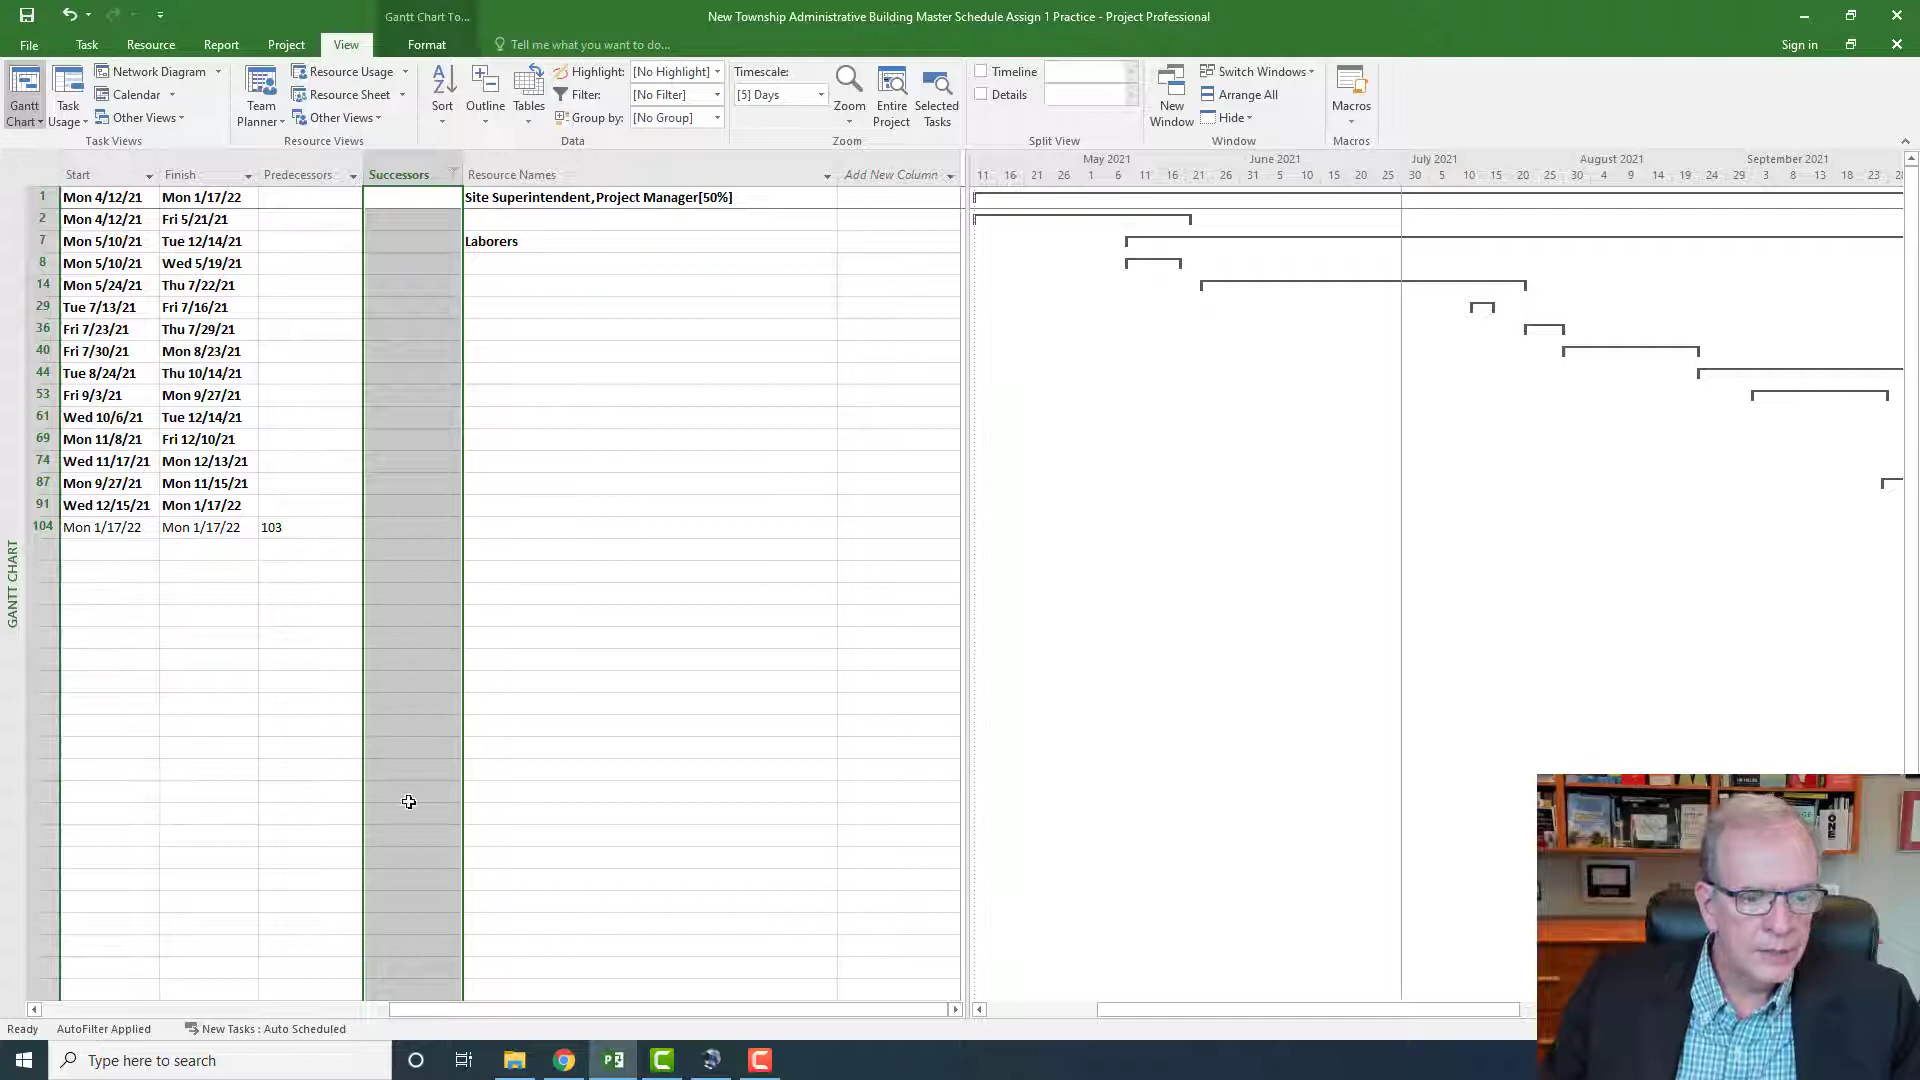 Gantt Chart To...
New Township Administrative Building Master Schedule Assign 1 Practice - Project Professional
File Task Resource Report Project View Format Tell me what you want to do... Sign in
Gantt Chart
Task Usage
Network Diagram
Calendar
Other Views
Task Views
Team Planner
Resource Usage
Resource Sheet
Other Views
Resource Views
A Z
Sort
Outline
Tables
Highlight: [No Highlight]
Filter: [No Filter]
Group by: [No Group]
Data
Timescale:
[5] Days
Zoom
Entire Project
Selected Tasks
Zoom
Timeline
Details
Split View
New Window
Switch Windows
Arrange All
Hide
Window
Macros
Macros
Start Finish Predecessors Successors Resource Names Add New Column
May 2021 June 2021 July 2021 August 2021 September 2021
11 16 21 26 1 6 11 16 21 26 31 5 10 15 20 25 30 5 10 15 20 25 30 4 9 14 19 24 29 3 8 13 18 23
1 Mon 4/12/21 Mon 1/17/22 Site Superintendent,Project Manager[50%]
2 Mon 4/12/21 Fri 5/21/21
7 Mon 5/10/21 Tue 12/14/21 Laborers
8 Mon 5/10/21 Wed 5/19/21
14 Mon 5/24/21 Thu 7/22/21
29 Tue 7/13/21 Fri 7/16/21
36 Fri 7/23/21 Thu 7/29/21
40 Fri 7/30/21 Mon 8/23/21
44 Tue 8/24/21 Thu 10/14/21
53 Fri 9/3/21 Mon 9/27/21
61 Wed 10/6/21 Tue 12/14/21
69 Mon 11/8/21 Fri 12/10/21
74 Wed 11/17/21 Mon 12/13/21
87 Mon 9/27/21 Mon 11/15/21
91 Wed 12/15/21 Mon 1/17/22
104 Mon 1/17/22 Mon 1/17/22 103
GANTT CHART
ONE
Ready AutoFilter Applied New Tasks : Auto Scheduled
Type here to search